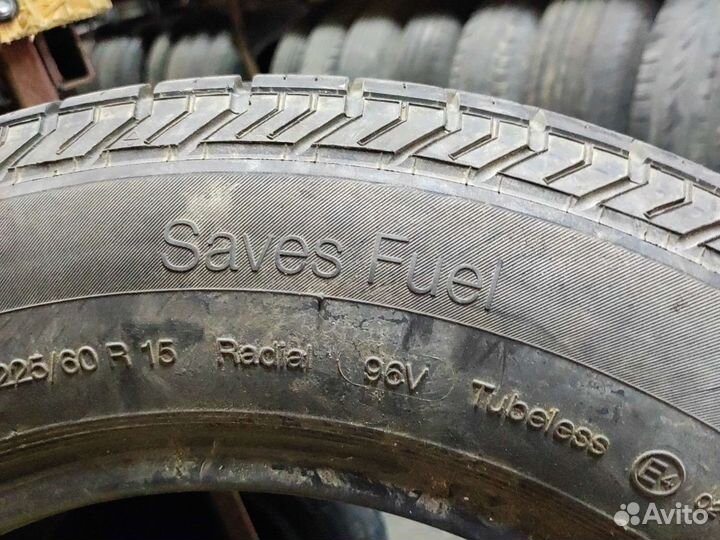 Saves Fuel
225/60 R 15 Radial 96V Tubeless E4
Avito